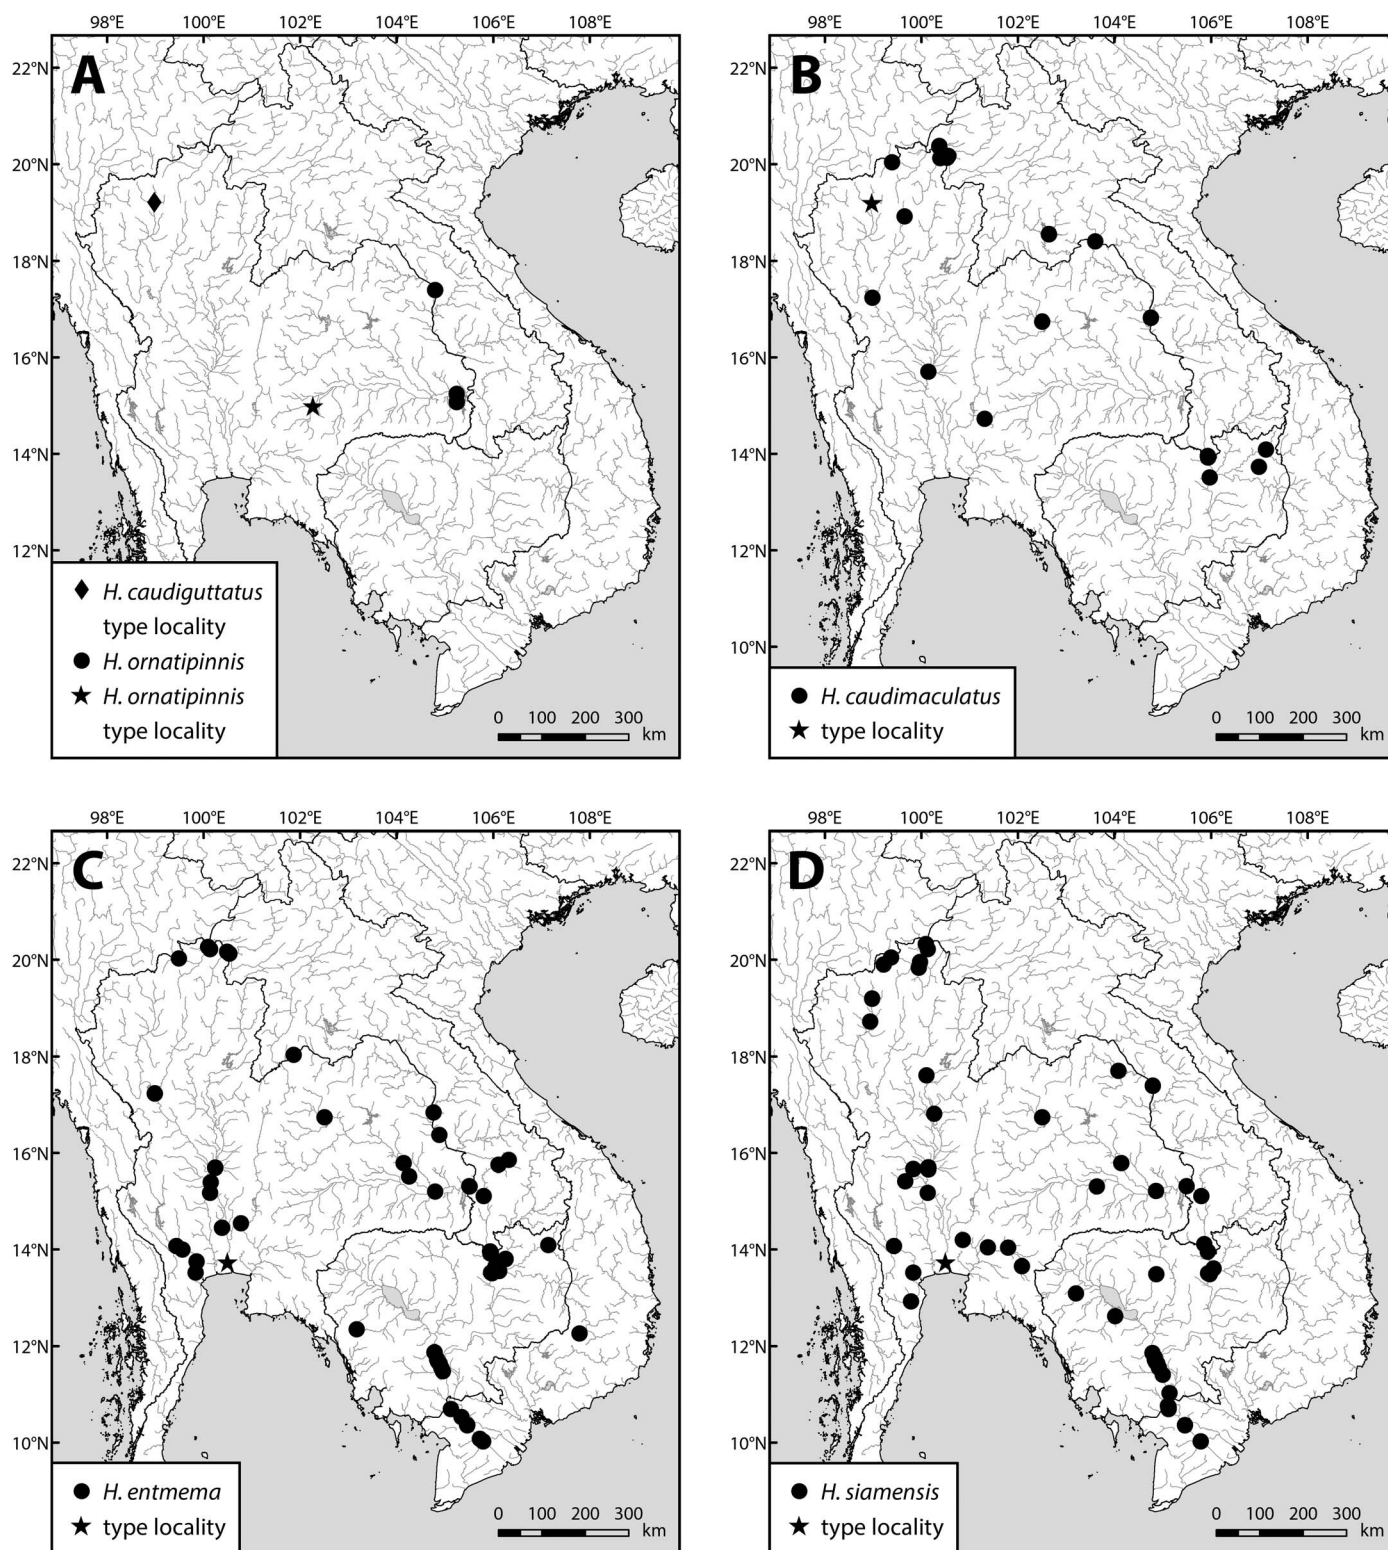 98°E 100°E 102°E 104°E 106°E 108°E
A
22°N
20°N
18°N
16°N
14°N
12°N
H. caudiguttatus
type locality
H. ornatipinnis
H. ornatipinnis
type locality
0 100 200 300
km
98°E 100°E 102°E 104°E 106°E 108°E
B
22°N
20°N
18°N
16°N
14°N
12°N
10°N
H. caudimaculatus
type locality
0 100 200 300
km
98°E 100°E 102°E 104°E 106°E 108°E
C
22°N
20°N
18°N
16°N
14°N
12°N
10°N
H. entmema
type locality
0 100 200 300
km
98°E 100°E 102°E 104°E 106°E 108°E
D
22°N
20°N
18°N
16°N
14°N
12°N
10°N
H. siamensis
type locality
0 100 200 300
km